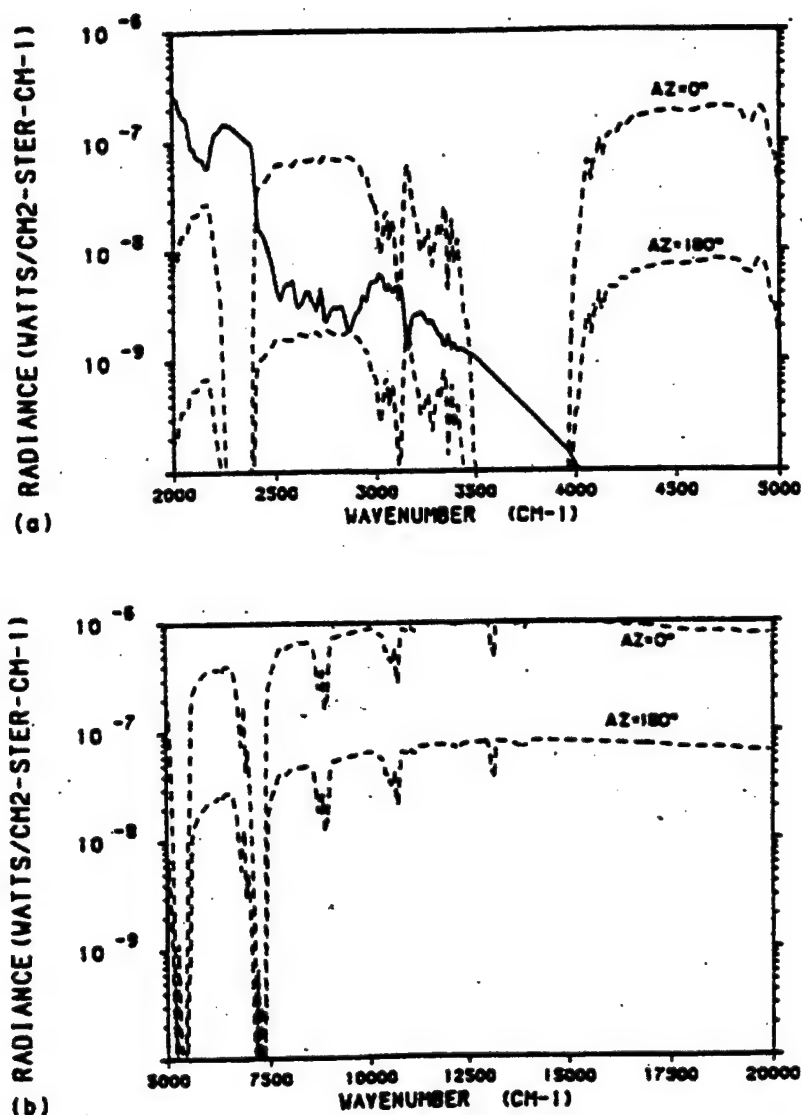 RADIANCE (WATTS/CM2-STER-CM-1)
10^-6
10^-7
10^-8
10^-9
AZ=0°
AZ=180°
2000 2500 3000 3500 4000 4500 5000
WAVENUMBER (CM-1)
(a)
RADIANCE (WATTS/CM2-STER-CM-1)
10^-6
10^-7
10^-8
10^-9
AZ=0°
AZ=180°
5000 7500 10000 12500 15000 17500 20000
WAVENUMBER (CM-1)
(b)